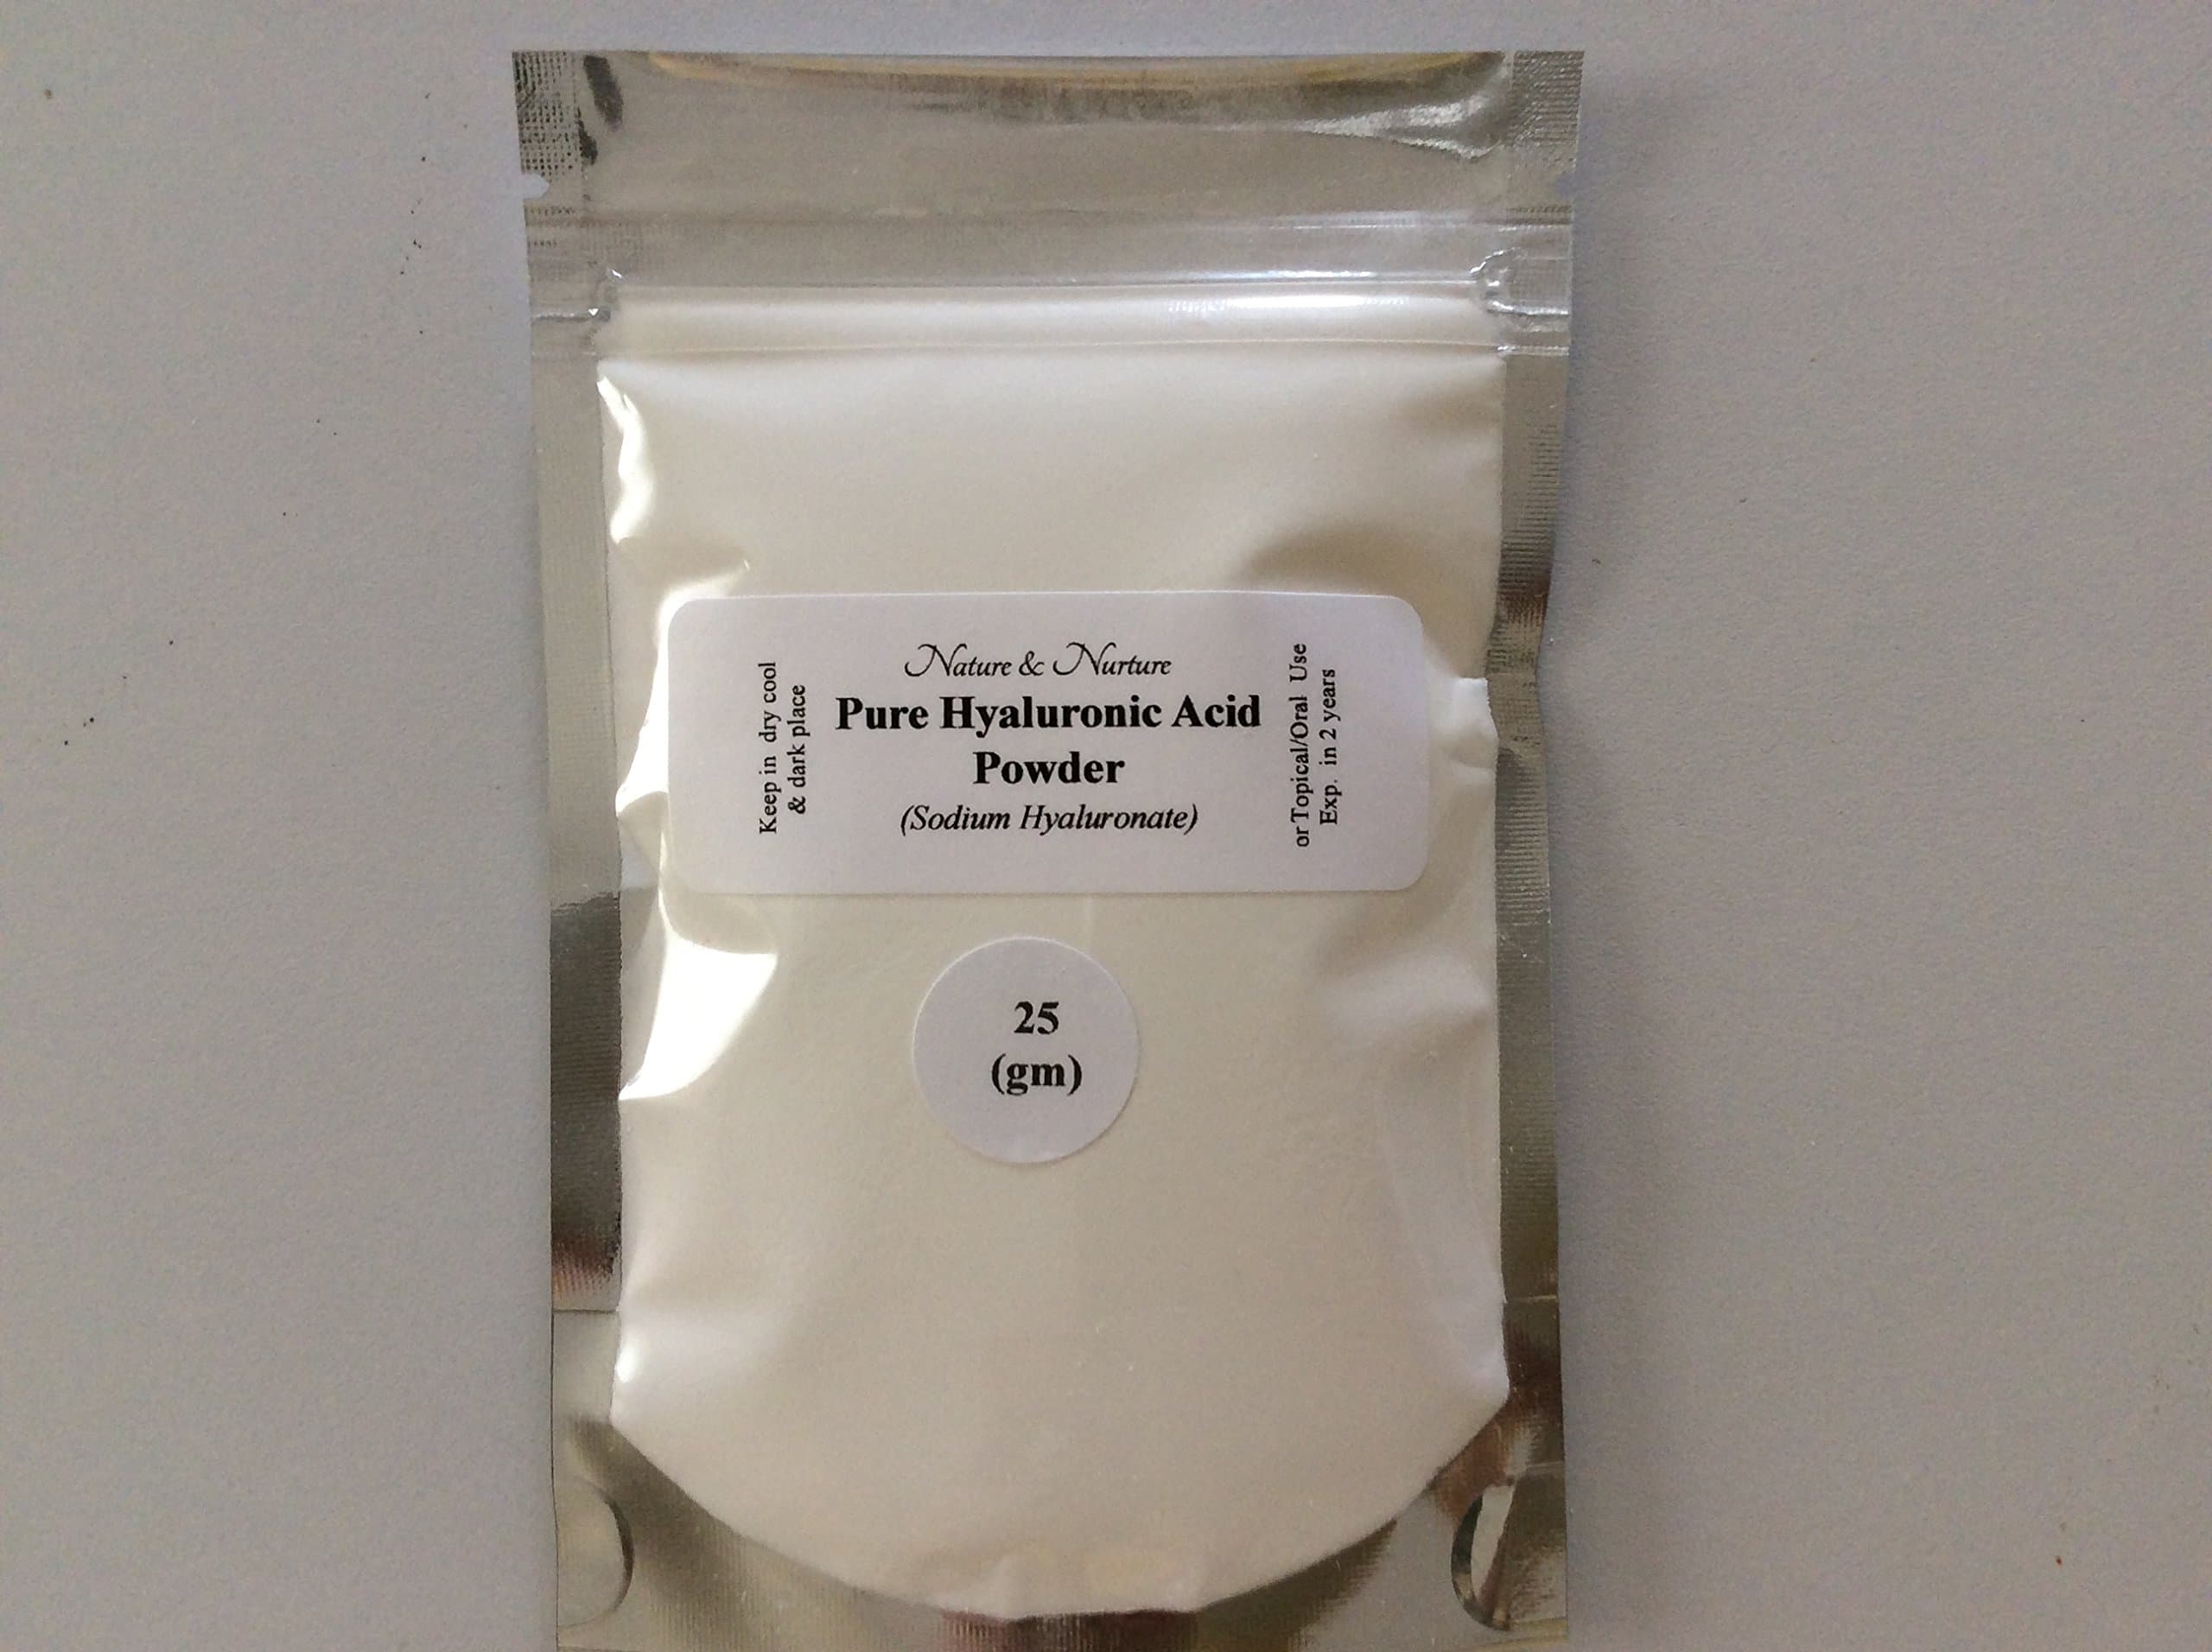 Nature & Nurture
Pure Hyaluronic Acid
Powder
(Sodium Hyaluronate)
Keep in dry cool
& dark place
or Topical/Oral Use
Exp. in 2 years
25
(gm)